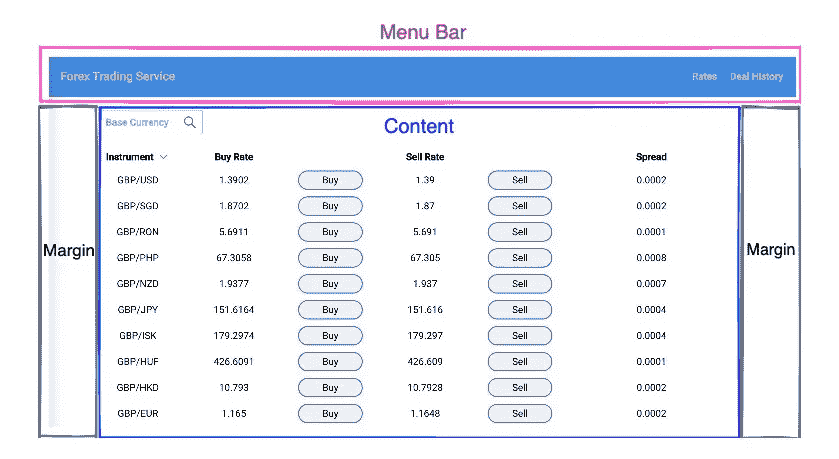 Menu Bar
Forex Trading Service Rates Deal History
Base Currency Content
Instrument Buy Rate Sell Rate Spread
GBP/USD 1.3902 Buy 1.39 Sell 0.0002
GBP/SGD 1.8702 Buy 1.87 Sell 0.0002
GBP/RON 5.6911 Buy 5.691 Sell 0.0001
Margin GBP/PHP 67.3058 Buy 67.305 Sell 0.0008 Margin
GBP/NZD 1.9377 Buy 1.937 Sell 0.0007
GBP/JPY 151.6164 Buy 151.616 Sell 0.0004
GBP/ISK 179.2974 Buy 179.297 Sell 0.0004
GBP/HUF 426.6091 Buy 426.609 Sell 0.0001
GBP/HKD 10.793 Buy 10.7928 Sell 0.0002
GBP/EUR 1.165 Buy 1.1648 Sell 0.0002